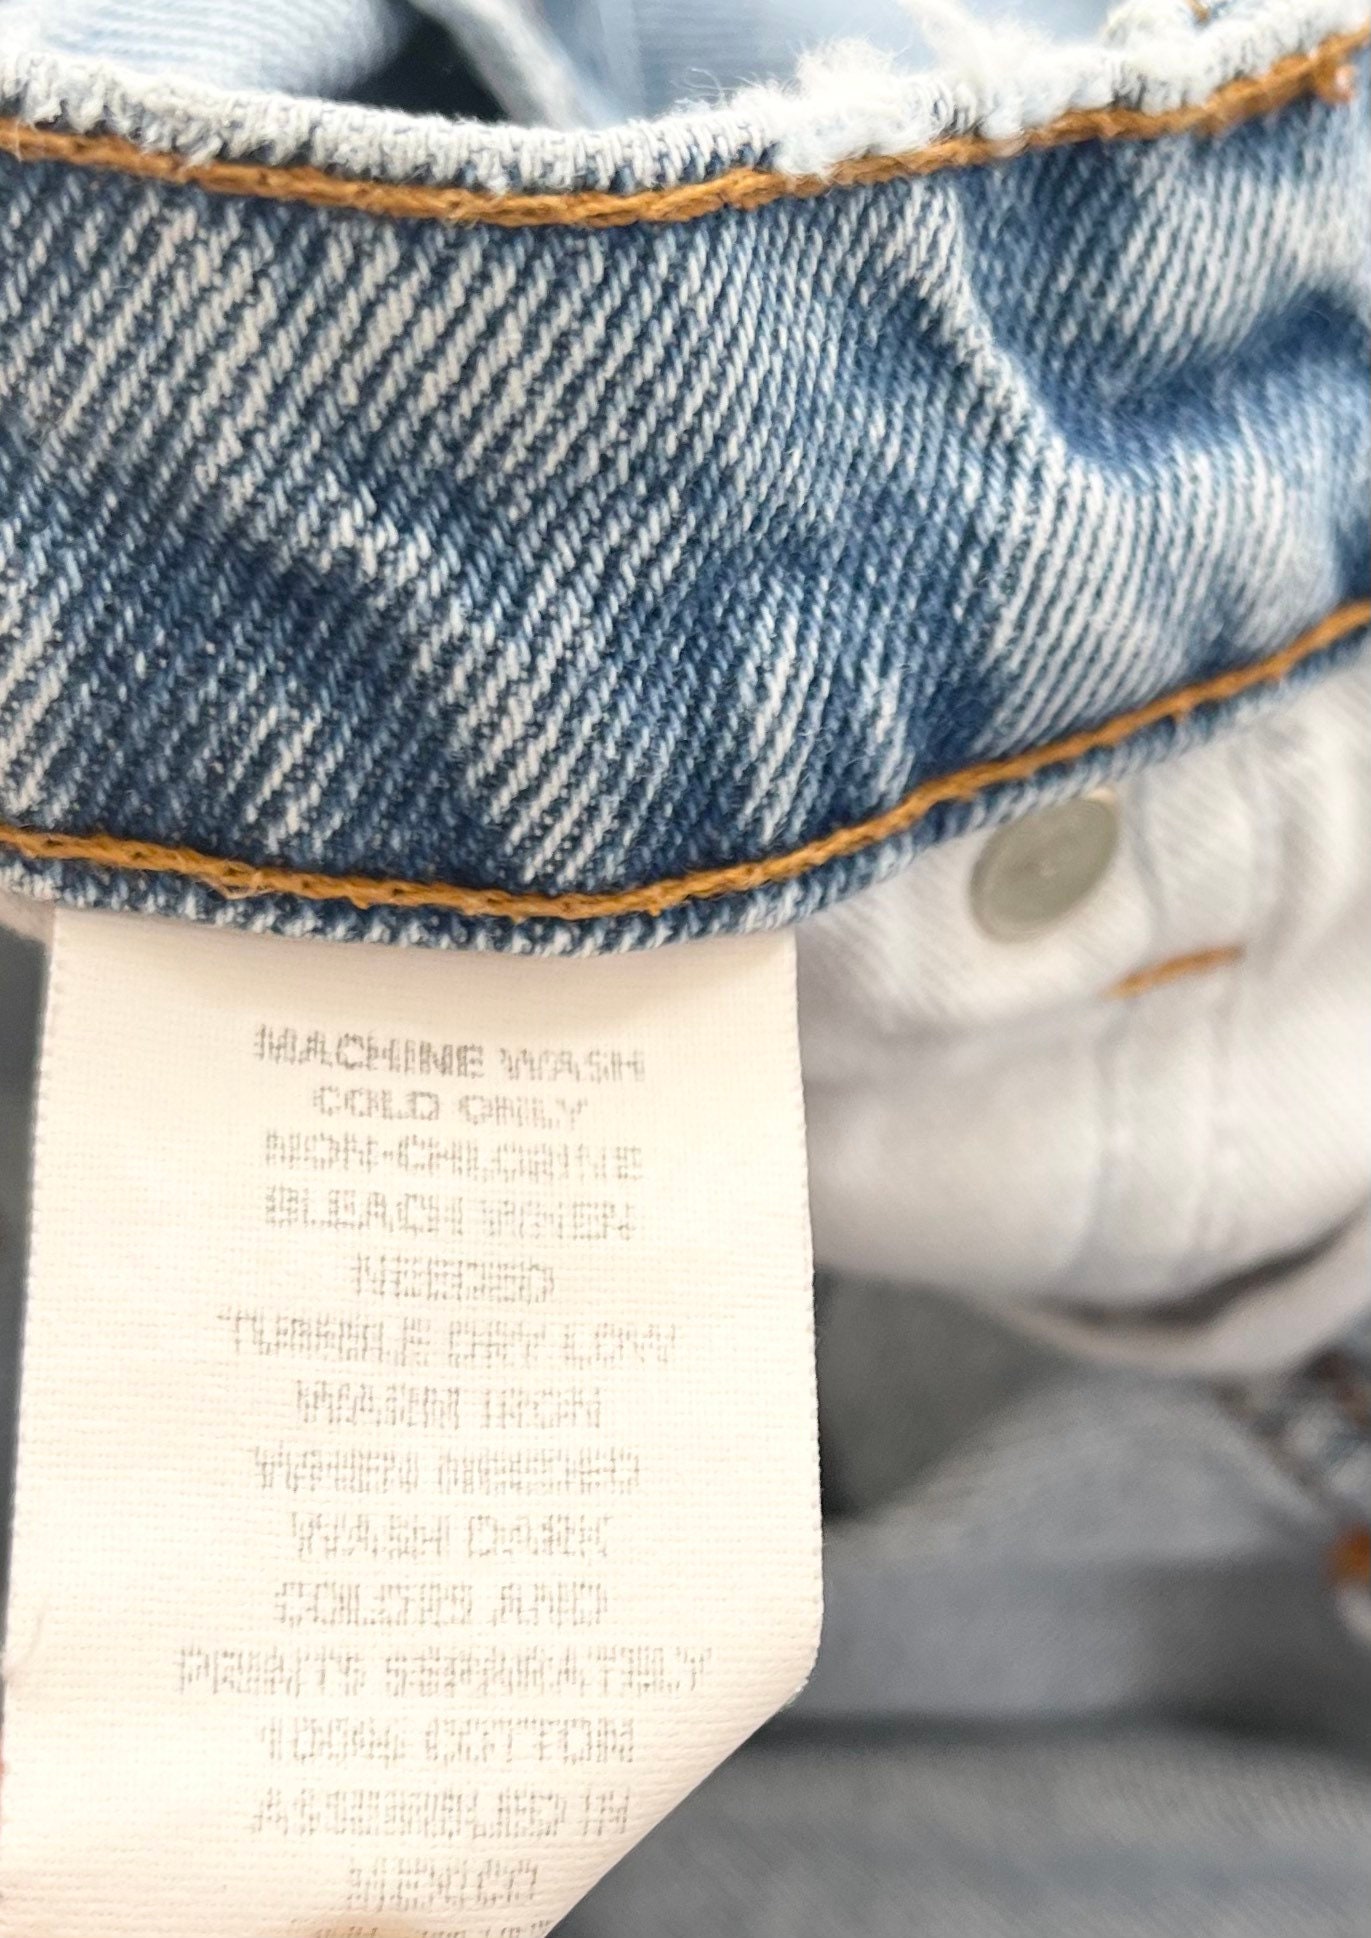 MACHINE WASH
COLD ONLY
NON-CHLORINE
BLEACH WHEN
NEEDED
TUMBLE DRY LOW
WARM IRON
WHEN NEEDED
WASH DARK
COLORS AND
PRINTS SEPARATELY
100% COTTON
ASSEMBLED IN
MEXICO